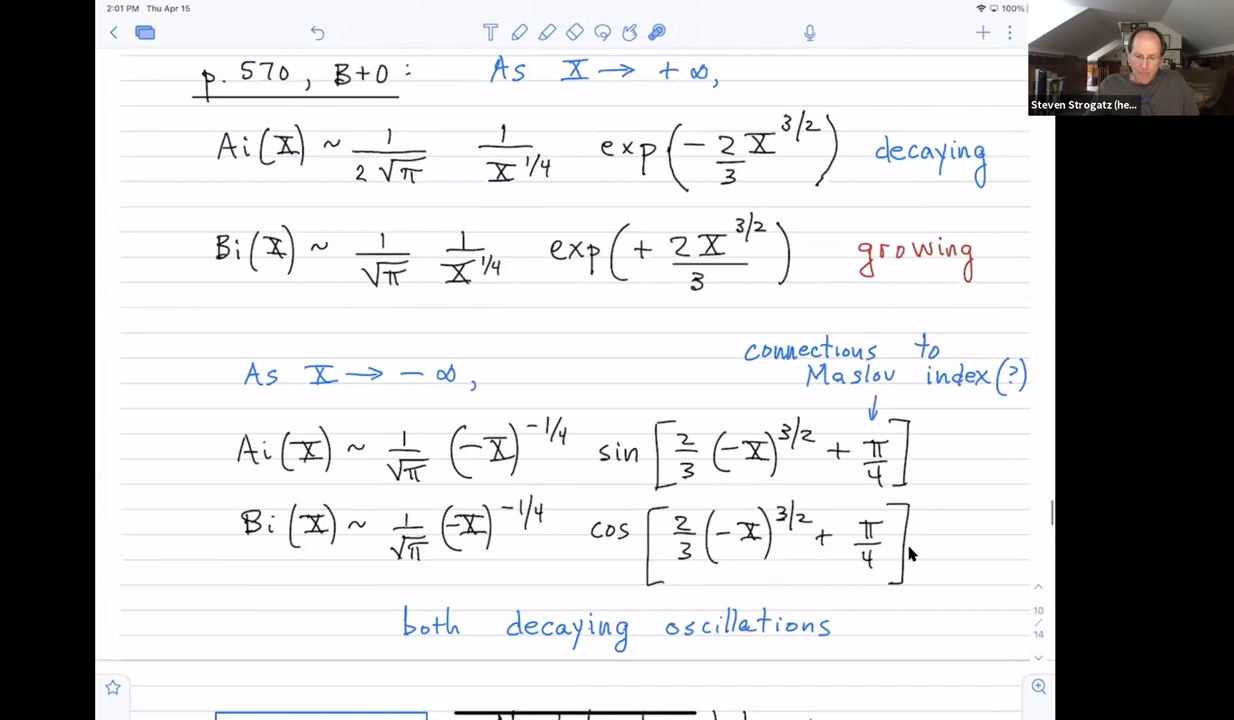 2:01 PM Thu Apr 15
100%
Steven Strogatz (he...
p. 570, B+O: As X → +∞,
Ai(X) ~ 1/(2√π) 1/X^1/4 exp(-2/3 X^3/2) decaying
Bi(X) ~ 1/√π 1/X^1/4 exp(+ 2X^3/2/3) growing
connections to
As X → -∞, Maslov index(?)
Ai(X) ~ 1/√π (-X)^-1/4 sin[2/3 (-X)^3/2 + π/4]
Bi(X) ~ 1/√π (-X)^-1/4 cos[2/3 (-X)^3/2 + π/4]
both decaying oscillations
10
/
14